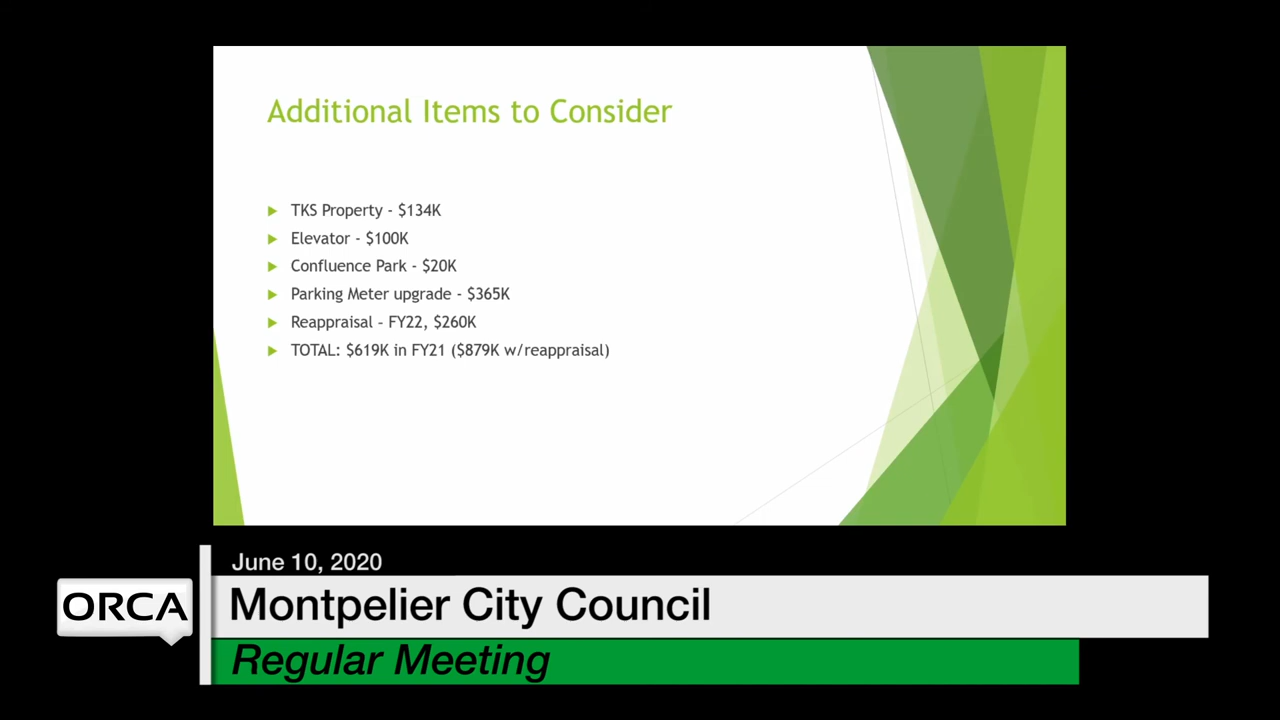 Additional Items to Consider
TKS Property - $134K
Elevator - $100K
Confluence Park - $20K
Parking Meter upgrade - $365K
Reappraisal - FY22, $260K
TOTAL: $619K in FY21 ($879K w/reappraisal)
June 10, 2020
ORCA
Montpelier City Council
Regular Meeting